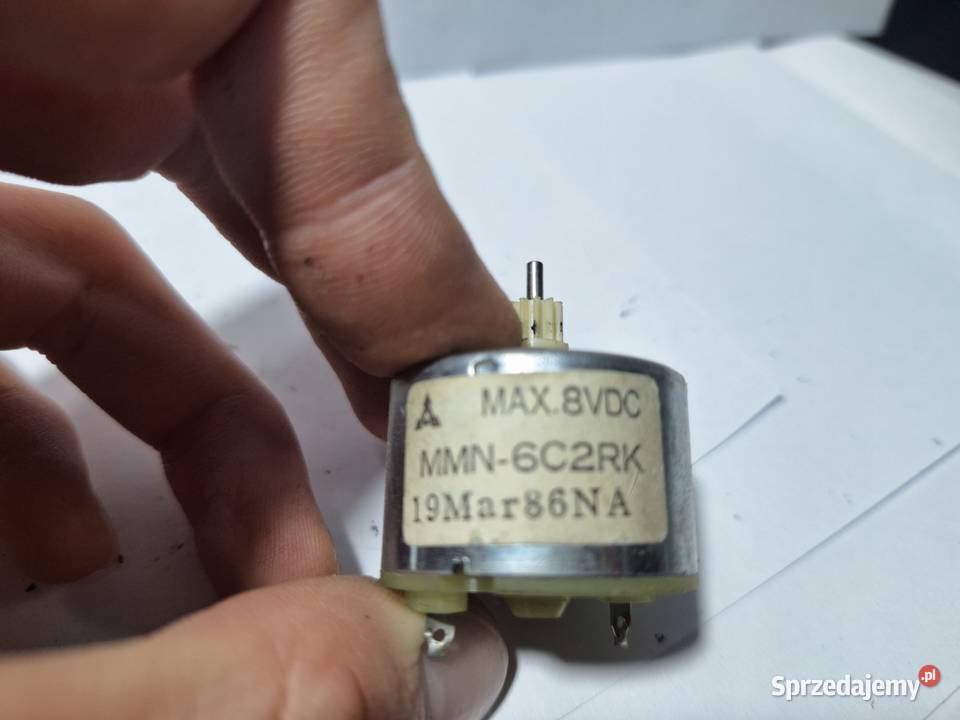 MAX.8VDC
MMN-6C2RK
19Mar86NA
Sprzedajemy.pl